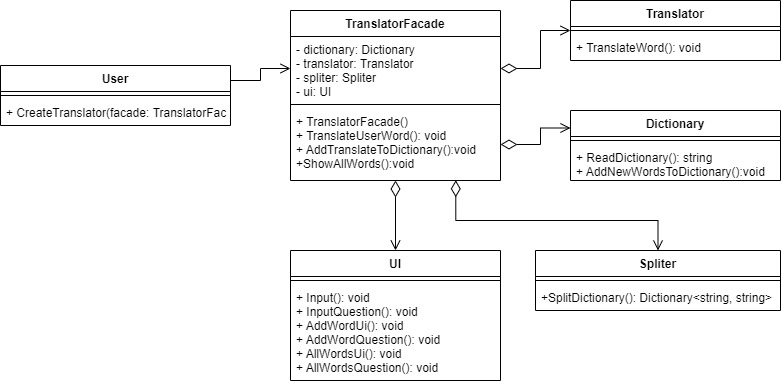 User
+ CreateTranslator(facade: TranslatorFac
TranslatorFacade
- dictionary: Dictionary
- translator: Translator
- spliter: Spliter
- ui: UI
+ TranslatorFacade()
+ TranslateUserWord(): void
+ AddTranslateToDictionary():void
+ShowAllWords():void
Translator
+ TranslateWord(): void
Dictionary
+ ReadDictionary(): string
+ AddNewWordsToDictionary():void
UI
+ Input(): void
+ InputQuestion(): void
+ AddWordUi(): void
+ AddWordQuestion(): void
+ AllWordsUi(): void
+ AllWordsQuestion(): void
Spliter
+SplitDictionary(): Dictionary<string, string>